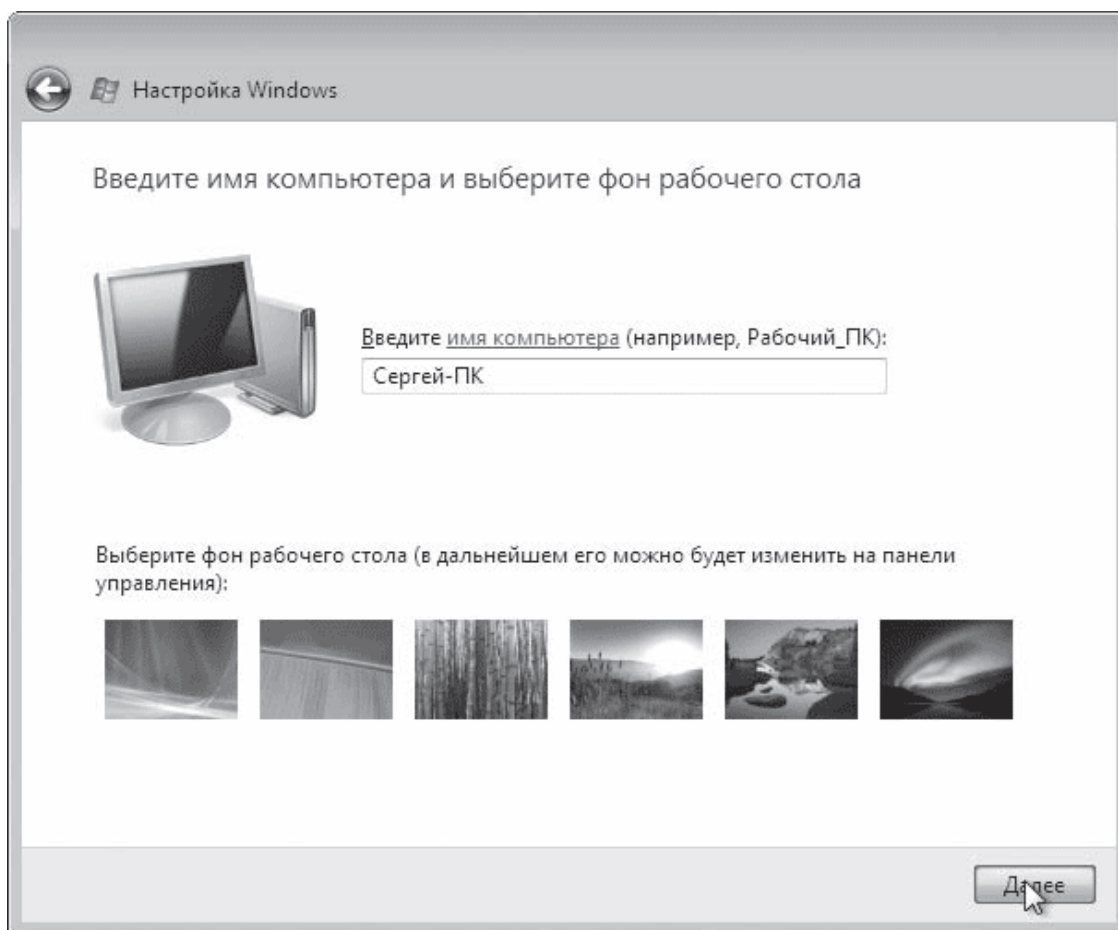 Настройка Windows
Введите имя компьютера и выберите фон рабочего стола
Введите имя компьютера (например, Рабочий_ПК):
Сергей-ПК
Выберите фон рабочего стола (в дальнейшем его можно будет изменить на панели
управления):
Далее